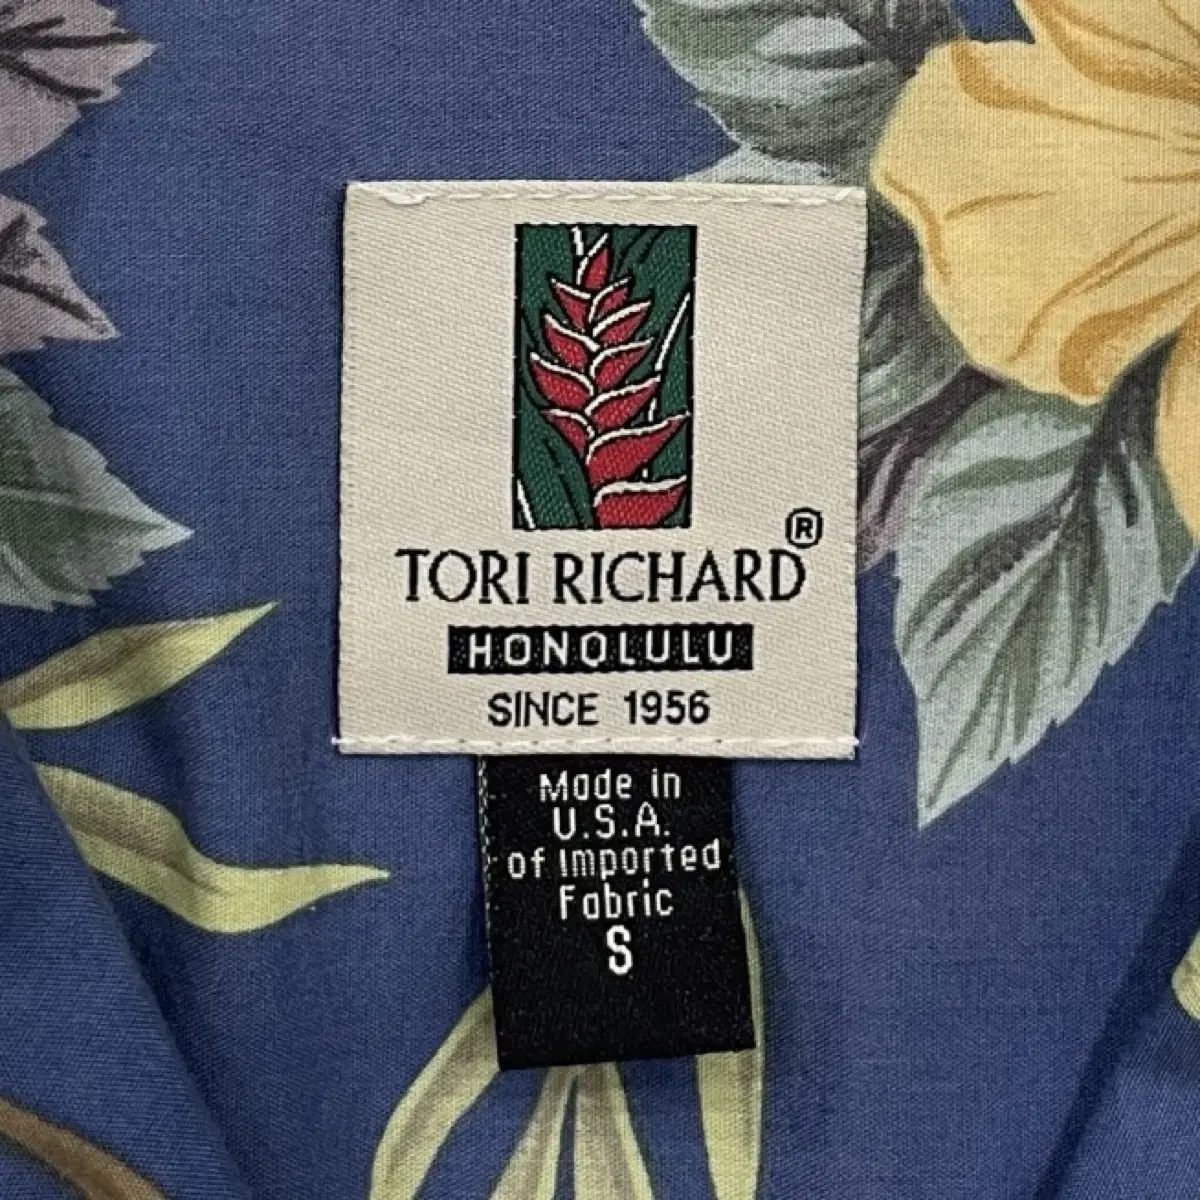 ®
TORI RICHARD
HONOLULU
SINCE 1956
Made in
U.S.A.
of Imported
Fabric
S